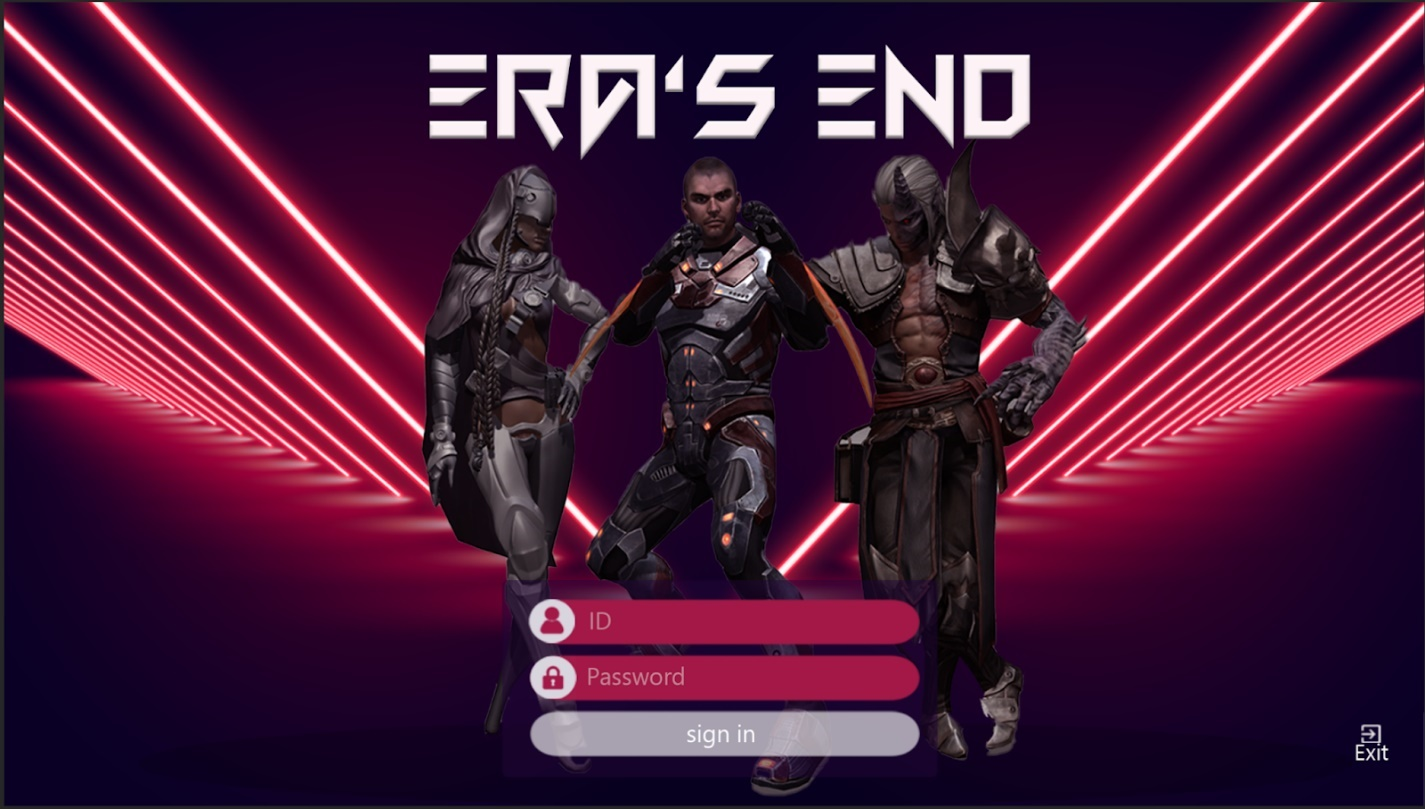 ERA'S END
ID
Password
sign in
Exit